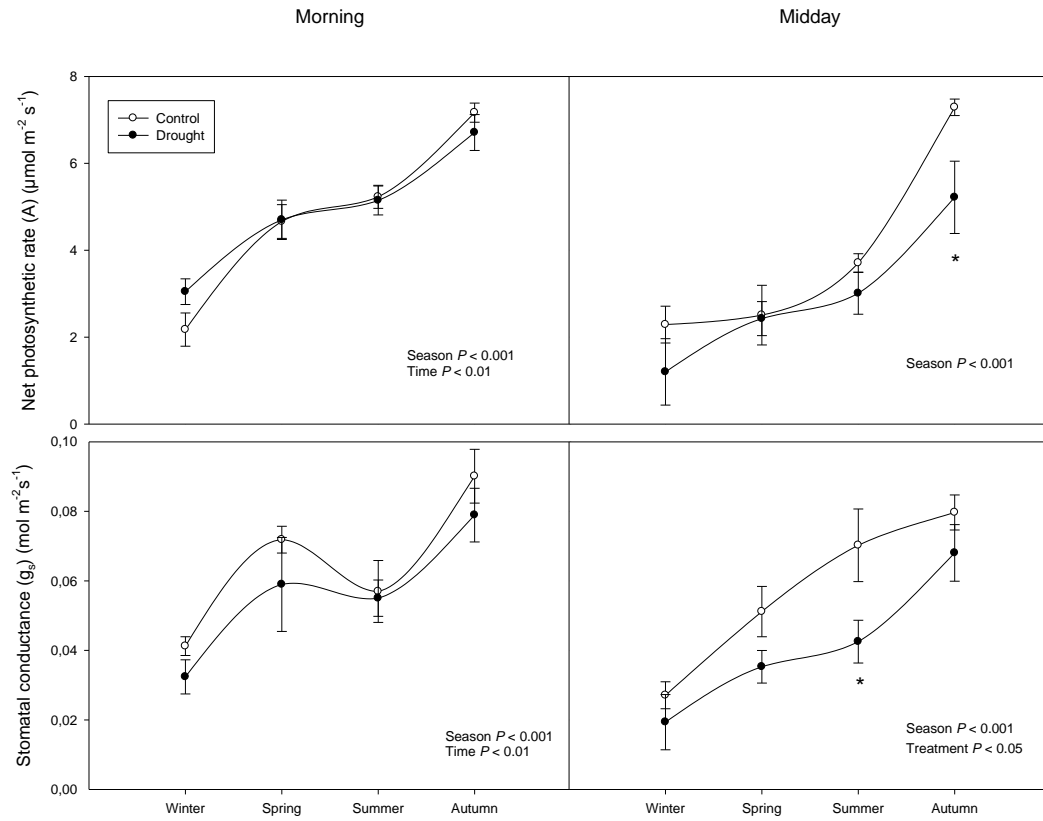 Morning
Midday
Net photosynthetic rate (A) (µmol m⁻² s⁻¹)
8
6
4
2
0
Control
Drought
Season P < 0.001
Time P < 0.01
*
Season P < 0.001
Stomatal conductance (gₛ) (mol m⁻²s⁻¹)
0,10
0,08
0,06
0,04
0,02
0,00
Season P < 0.001
Time P < 0.01
*
Season P < 0.001
Treatment P < 0.05
Winter Spring Summer Autumn
Winter Spring Summer Autumn